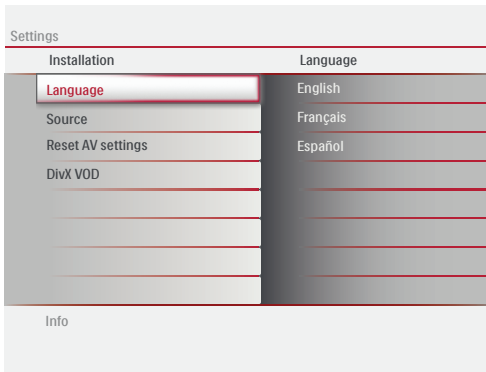 Settings
Installation
Language
Language
English
Source
Français
Reset AV settings
Español
DivX VOD
Info